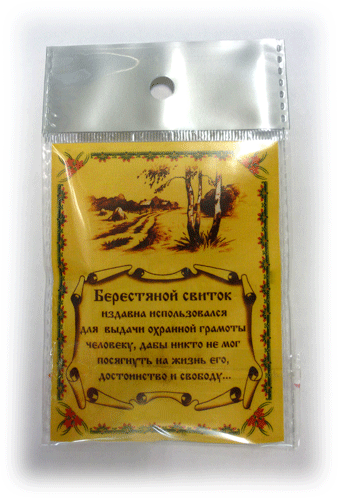 Берестяной свиток
издавна использовался
для выдачи охранной грамоты
человеку, дабы никто не мог
посягнуть на жизнь его,
достоинство и свободу...